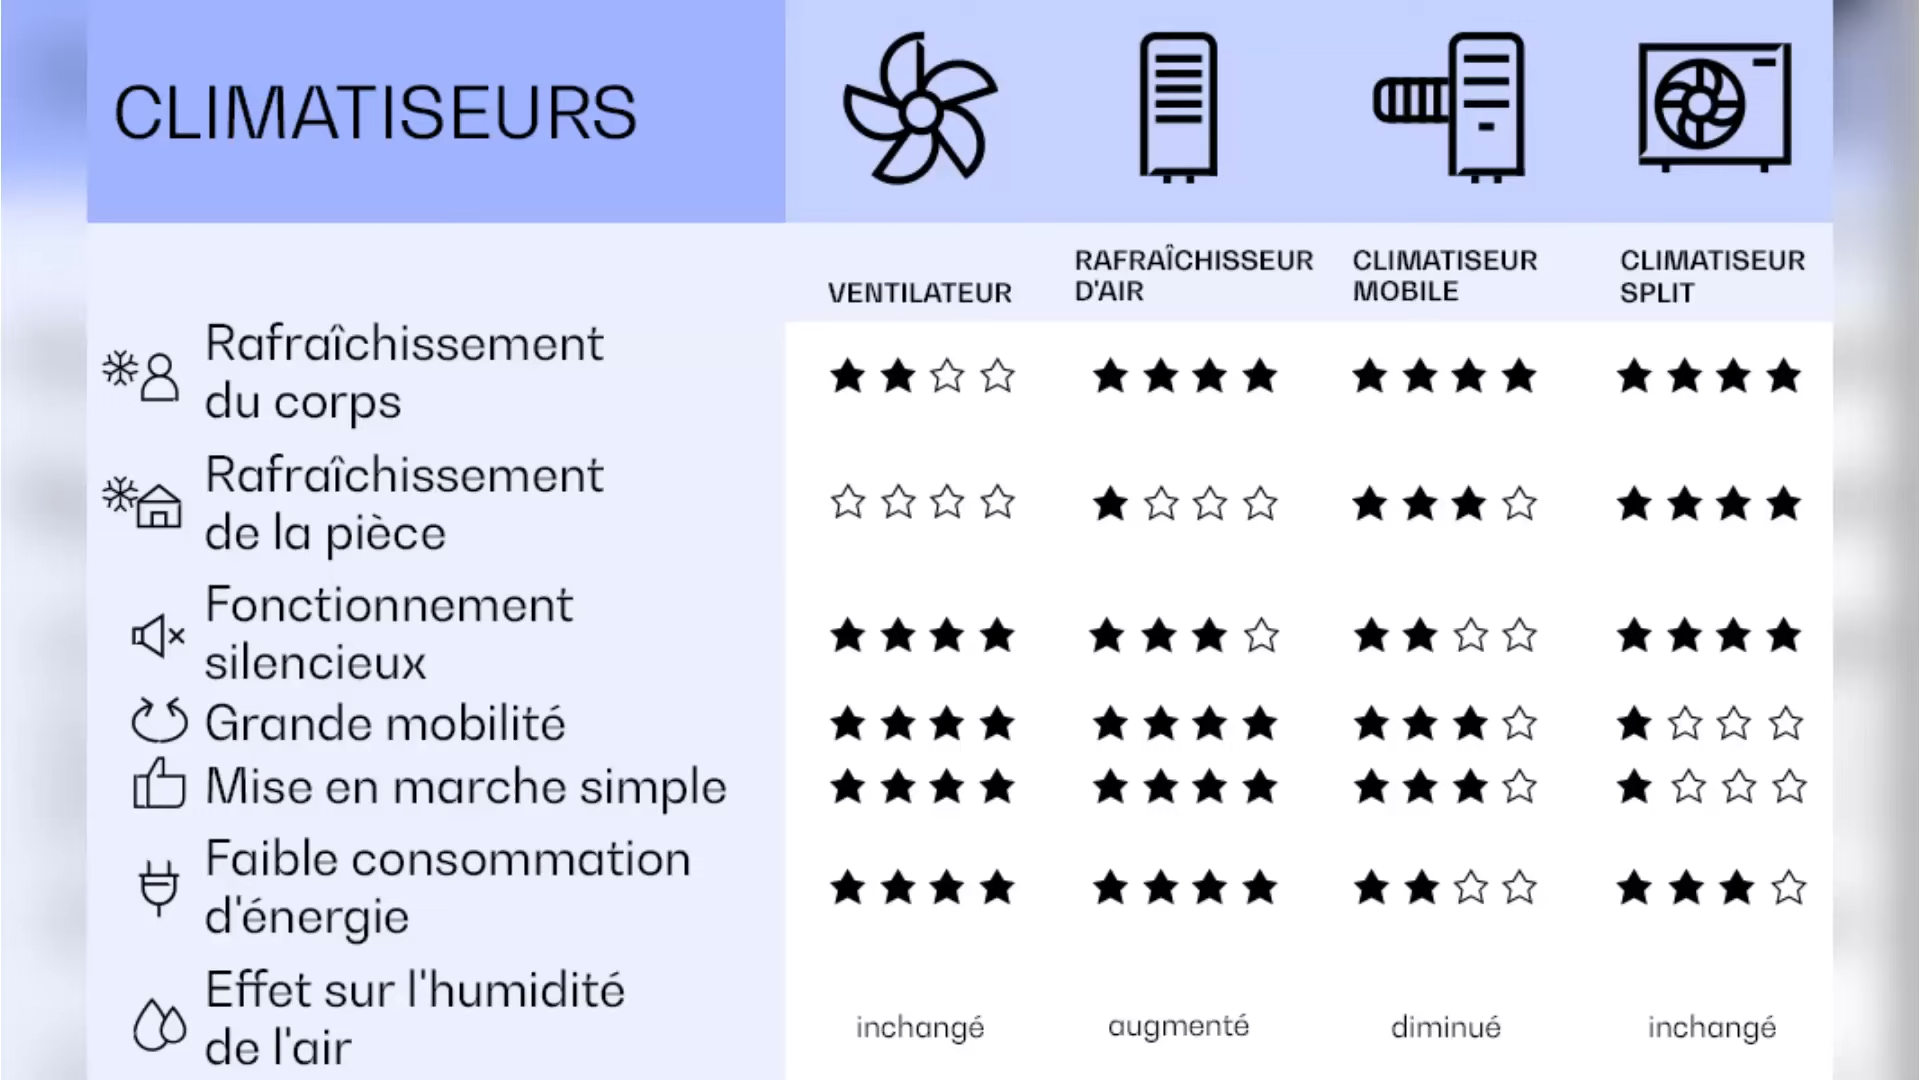 CLIMATISEURS
VENTILATEUR
RAFRAÎCHISSEUR
D'AIR
CLIMATISEUR
MOBILE
CLIMATISEUR
SPLIT
Rafraîchissement
du corps
★★☆☆ ★★★★ ★★★★ ★★★★
Rafraîchissement
de la pièce
☆☆☆☆ ★☆☆☆ ★★★☆ ★★★★
Fonctionnement
silencieux
★★★★ ★★★☆ ★★☆☆ ★★★★
Grande mobilité
★★★★ ★★★★ ★★★☆ ★☆☆☆
Mise en marche simple
★★★★ ★★★★ ★★★☆ ★☆☆☆
Faible consommation
d'énergie
★★★★ ★★★★ ★★☆☆ ★★★☆
Effet sur l'humidité
de l'air
inchangé augmenté diminué inchangé